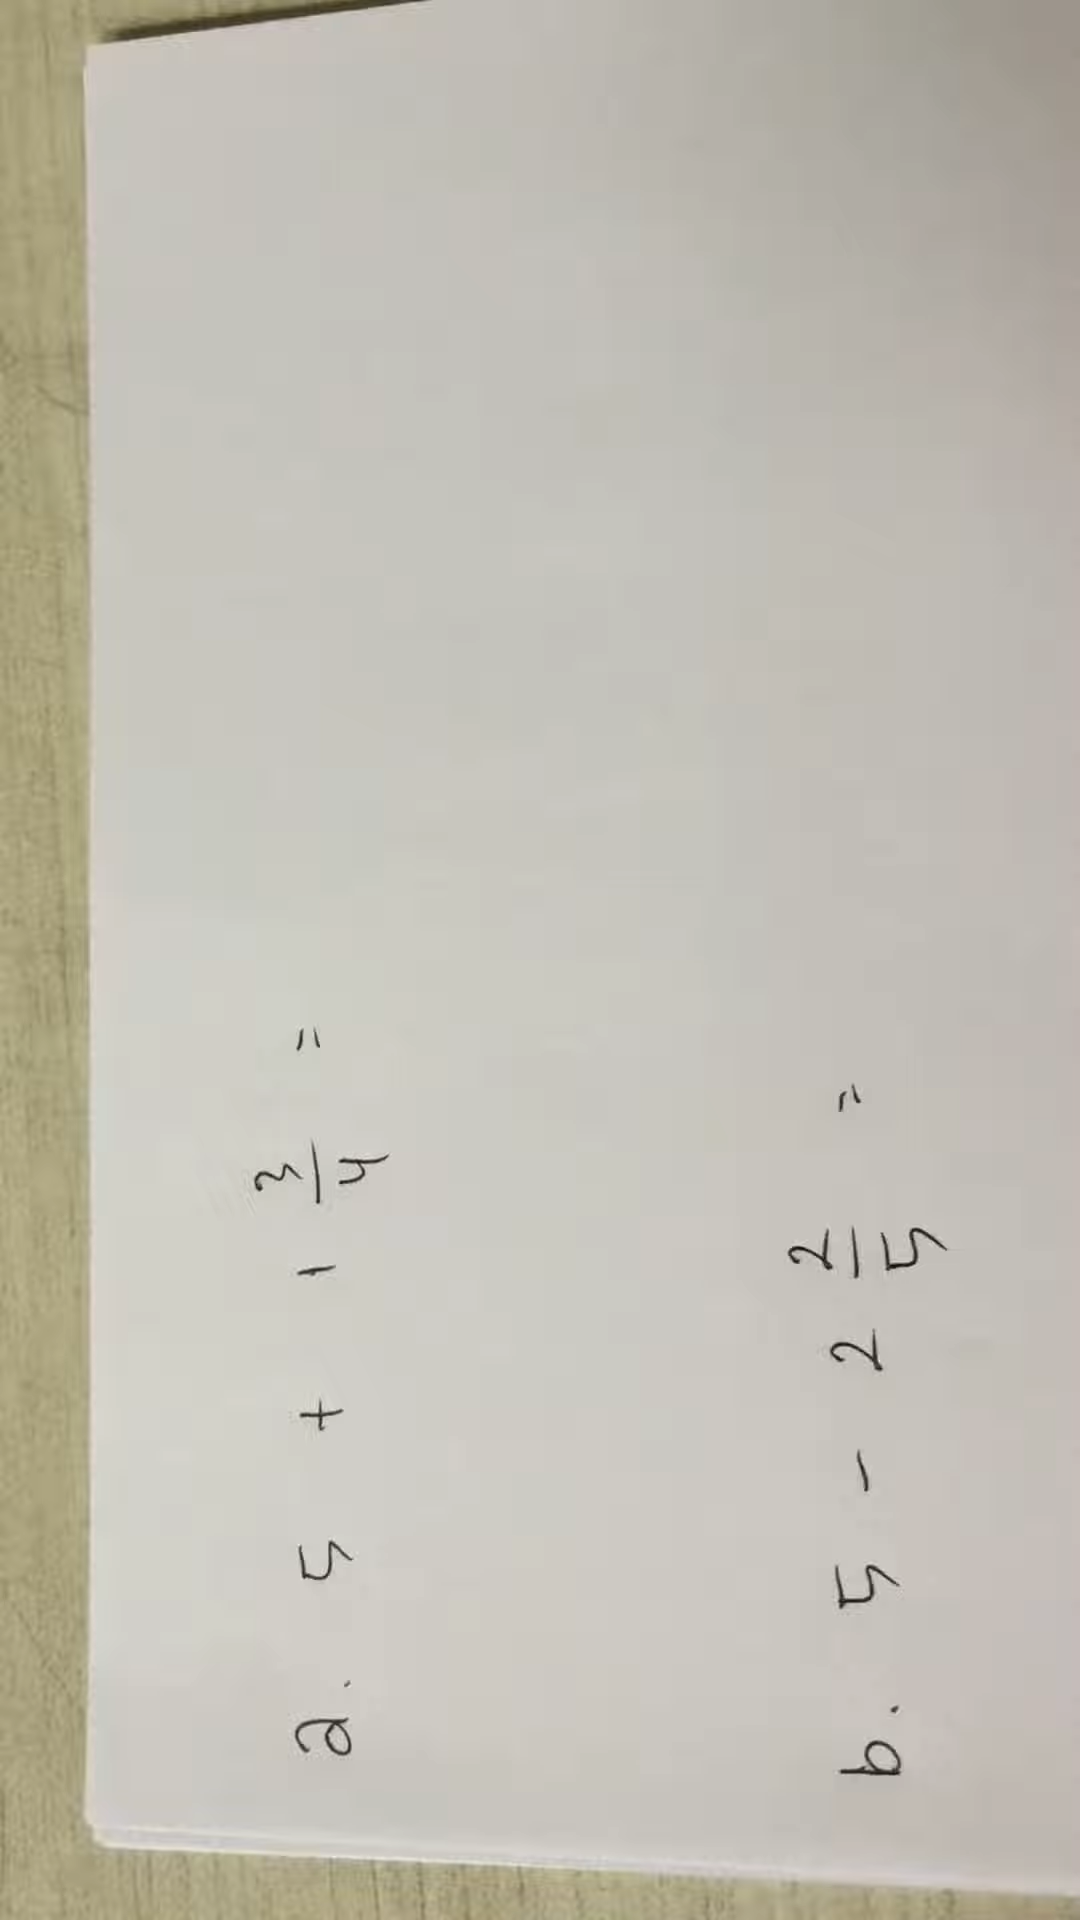 a. 5 + 1 3/4 =
b. 5 - 2 2/5 =